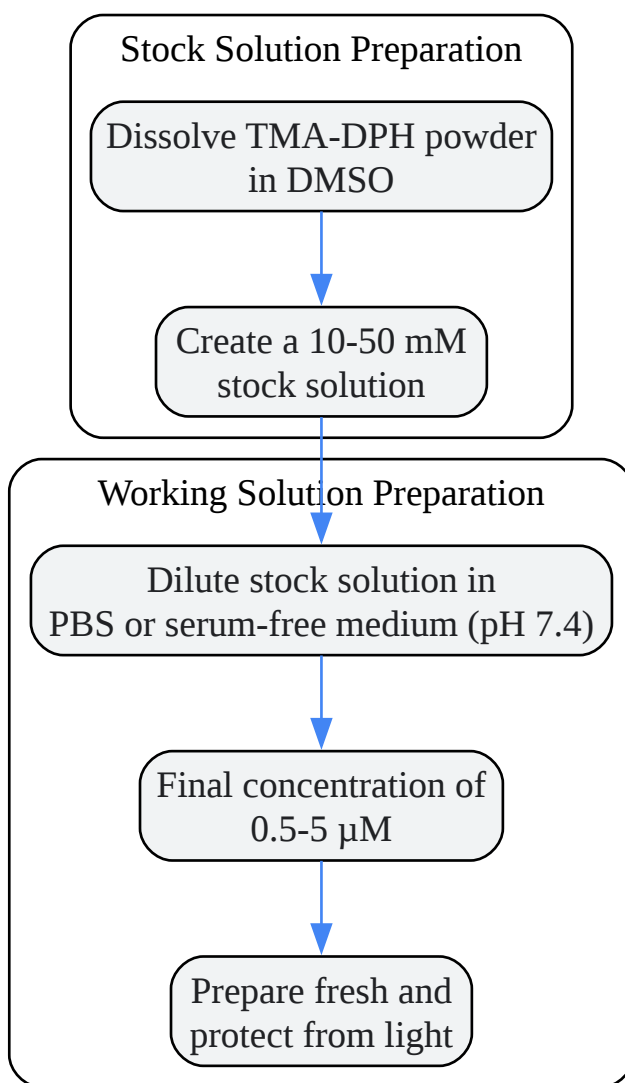 Stock Solution Preparation
Dissolve TMA-DPH powder
in DMSO
Create a 10-50 mM
stock solution
Working Solution Preparation
Dilute stock solution in
PBS or serum-free medium (pH 7.4)
Final concentration of
0.5-5 µM
Prepare fresh and
protect from light